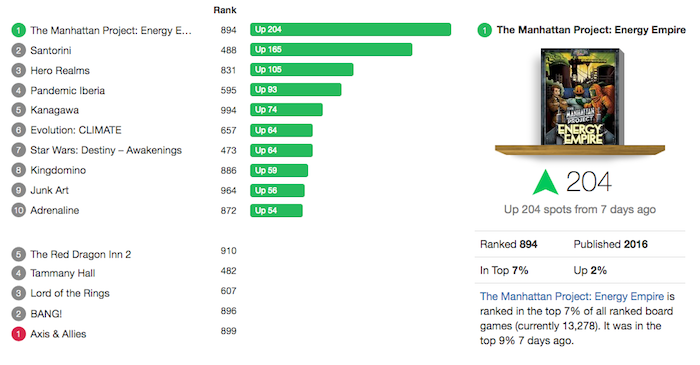 Rank
1 The Manhattan Project: Energy E... 894 Up 204
2 Santorini 488 Up 165
3 Hero Realms 831 Up 105
4 Pandemic Iberia 595 Up 93
5 Kanagawa 994 Up 74
6 Evolution: CLIMATE 657 Up 64
7 Star Wars: Destiny – Awakenings 473 Up 64
8 Kingdomino 886 Up 59
9 Junk Art 964 Up 56
10 Adrenaline 872 Up 54
5 The Red Dragon Inn 2 910
4 Tammany Hall 482
3 Lord of the Rings 607
2 BANG! 896
1 Axis & Allies 899
1 The Manhattan Project: Energy Empire
MANHATTAN
PROJECT
ENERGY
EMPIRE
204
Up 204 spots from 7 days ago
Ranked 894 Published 2016
In Top 7% Up 2%
The Manhattan Project: Energy Empire is
ranked in the top 7% of all ranked board
games (currently 13,278). It was in the
top 9% 7 days ago.